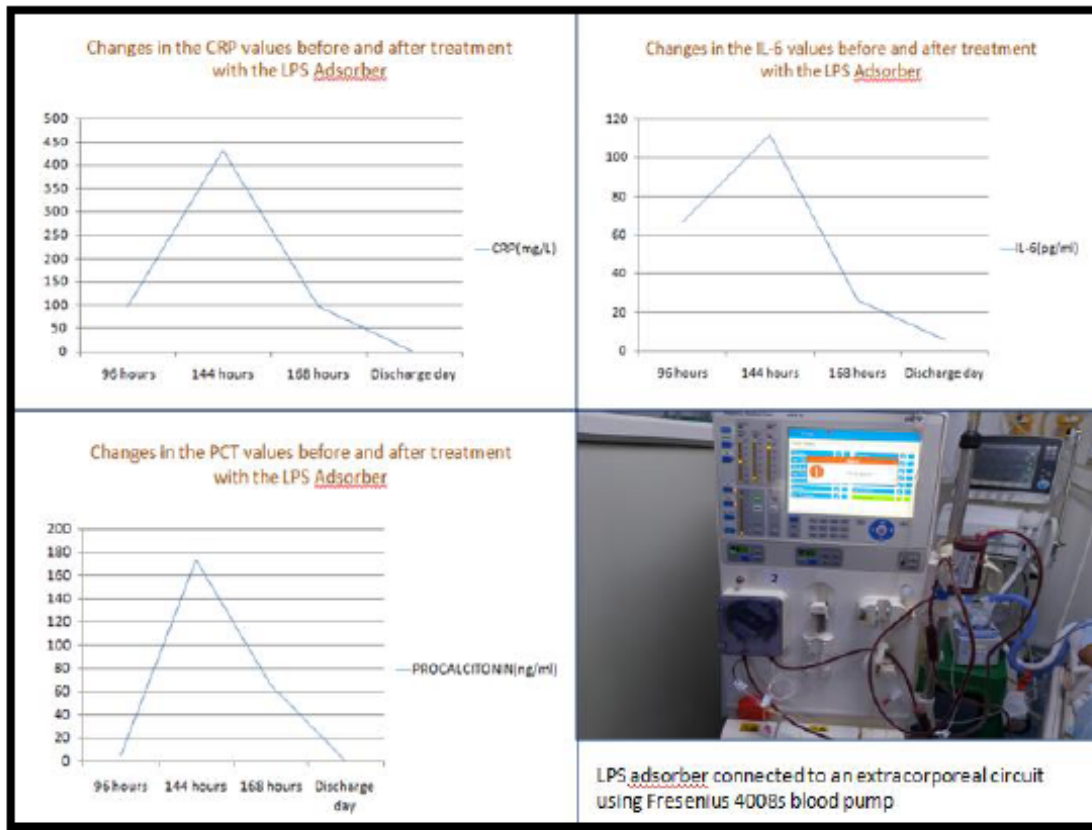 Changes in the CRP values before and after treatment
with the LPS Adsorber
500
450
400
350
300
250
200
150
100
50
0
96 hours 144 hours 168 hours Discharge day
CRP(mg/L)
Changes in the IL-6 values before and after treatment
with the LPS Adsorber
120
100
80
60
40
20
0
96 hours 144 hours 168 hours Discharge day
IL-6(pg/ml)
Changes in the PCT values before and after treatment
with the LPS Adsorber
200
180
160
140
120
100
80
60
40
20
0
96 hours 144 hours 168 hours Discharge
day
PROCALCITONIN(ng/ml)
2
LPS adsorber connected to an extracorporeal circuit
using Fresenius 4008s blood pump